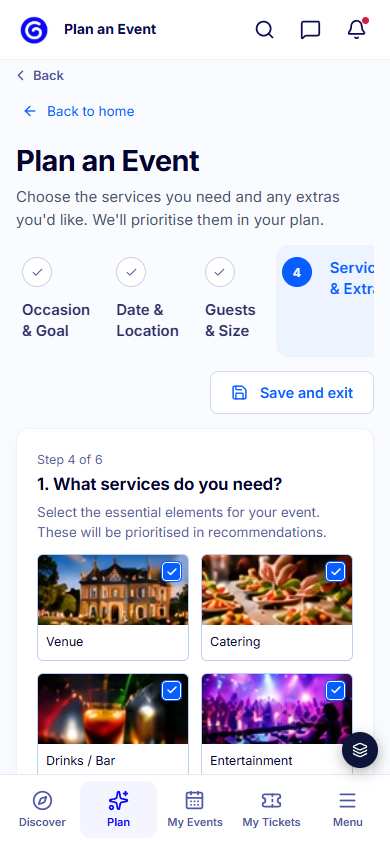 Plan an Event
Back
Back to home
Plan an Event
Choose the services you need and any extras
you'd like. We'll prioritise them in your plan.
Occasion
& Goal
Date &
Location
Guests
& Size
4
Servic
& Extra
Save and exit
Step 4 of 6
1. What services do you need?
Select the essential elements for your event.
These will be prioritised in recommendations.
Venue
Catering
Drinks / Bar
Entertainment
Discover
Plan
My Events
My Tickets
Menu